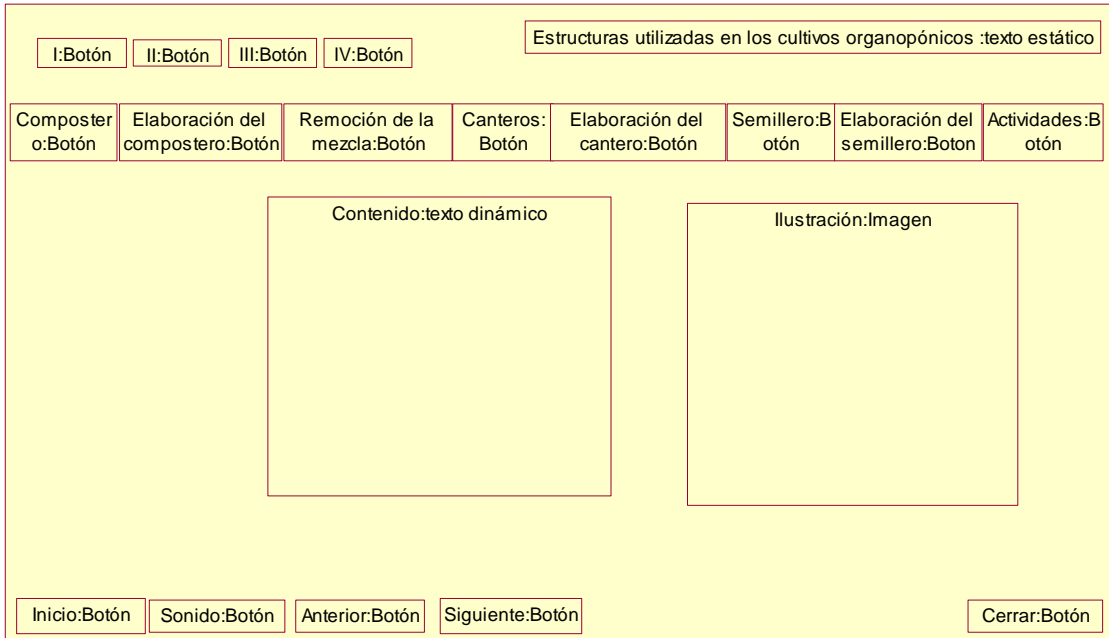 Estructuras utilizadas en los cultivos organopónicos :texto estático
I:Botón
II:Botón
III:Botón
IV:Botón
Composter
o:Botón
Elaboración del
compostero:Botón
Remoción de la
mezcla:Botón
Canteros:
Botón
Elaboración del
cantero:Botón
Semillero:B
otón
Elaboración del
semillero:Boton
Actividades:B
otón
Contenido:texto dinámico
Ilustración:Imagen
Inicio:Botón
Sonido:Botón
Anterior:Botón
Siguiente:Botón
Cerrar:Botón